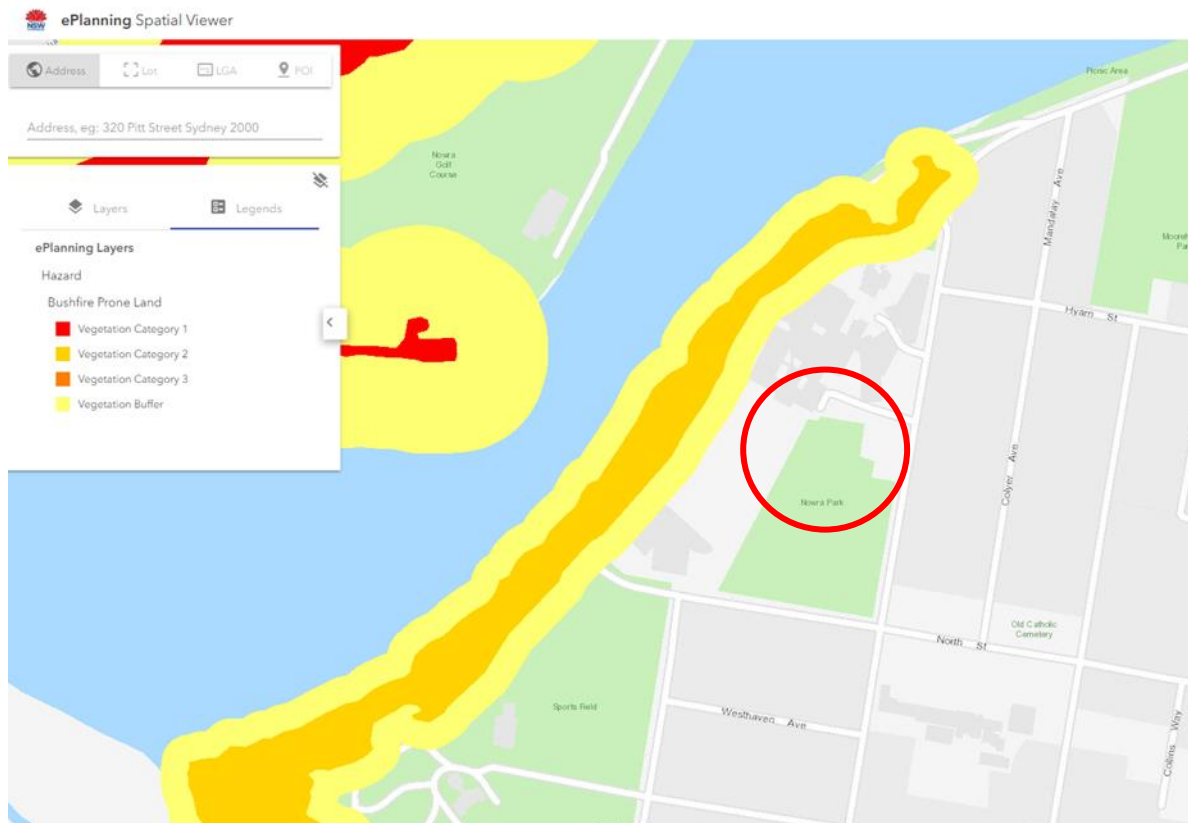 NSW
ePlanning Spatial Viewer
Address
Lot
LGA
POI
Address, eg: 320 Pitt Street Sydney 2000
Layers
Legends
ePlanning Layers
Hazard
Bushfire Prone Land
Vegetation Category 1
Vegetation Category 2
Vegetation Category 3
Vegetation Buffer
Nowra
Golf
Course
Picnic Area
Mandalay Ave
Hyam St
Colyer Ave
Nowra Park
Old Catholic
Cemetery
North St
Sports Field
Westhaven Ave
Collins Way